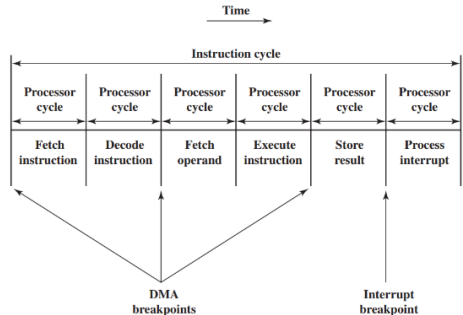 Time
Instruction cycle
Processor cycle
Processor cycle
Processor cycle
Processor cycle
Processor cycle
Processor cycle
Fetch instruction
Decode instruction
Fetch operand
Execute instruction
Store result
Process interrupt
DMA breakpoints
Interrupt breakpoint